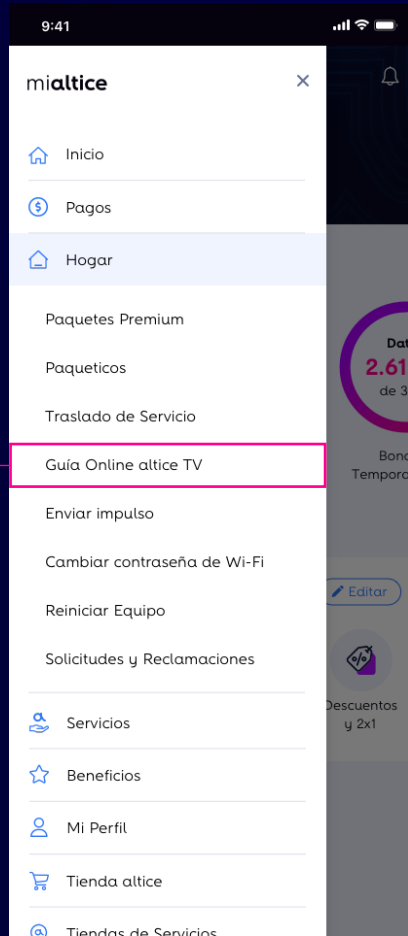 9:41
mialtice
Inicio
Pagos
Hogar
Paquetes Premium
Paqueticos
Traslado de Servicio
Guía Online altice TV
Enviar impulso
Cambiar contraseña de Wi-Fi
Reiniciar Equipo
Solicitudes y Reclamaciones
Servicios
Beneficios
Mi Perfil
Tienda altice
Tiendas de Servicios
2.61
de 3
Editar
Descuentos
y 2x1